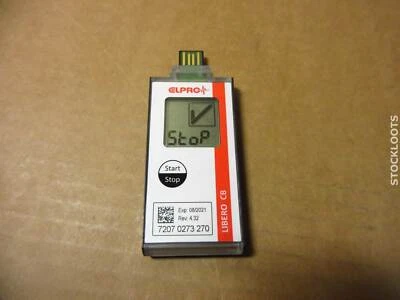 ELPRO
StoP
Start
Stop
Exp: 08/2021
Rev: 4.32
7207 0273 270
LIBERO CB
STOCKLOOTS